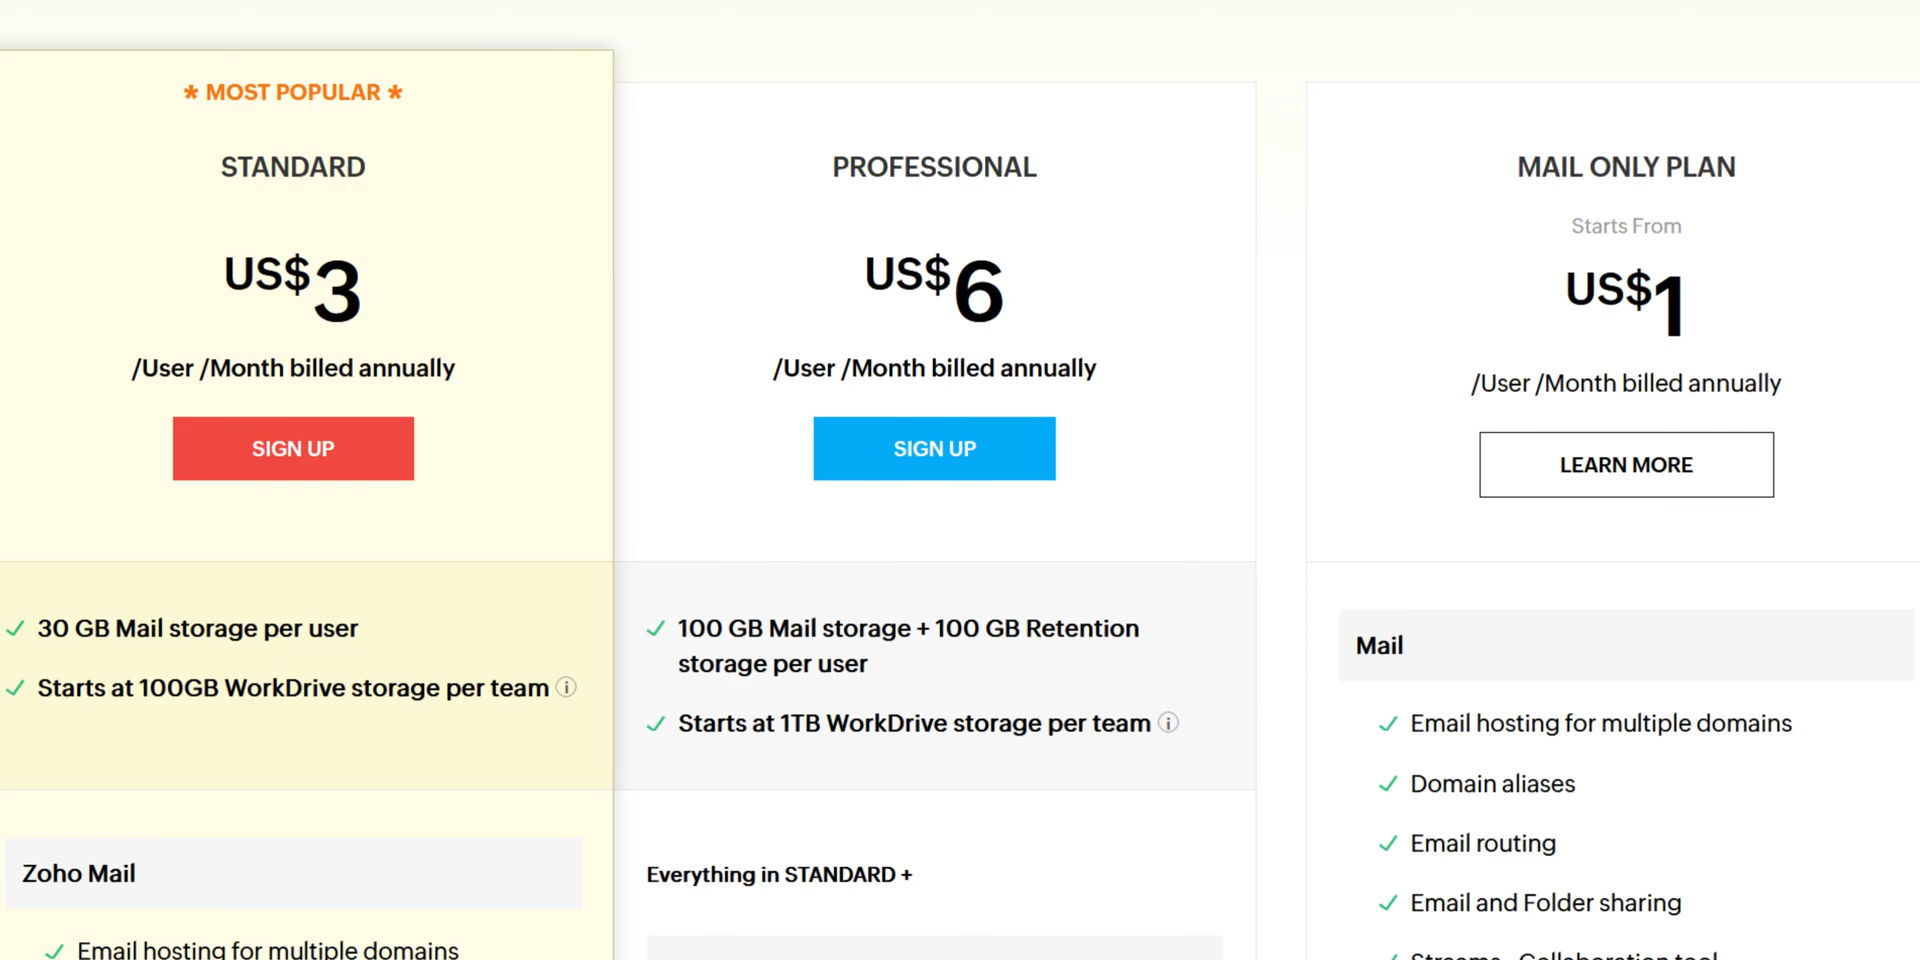 * MOST POPULAR *
STANDARD
US$3
/User /Month billed annually
SIGN UP
30 GB Mail storage per user
Starts at 100GB WorkDrive storage per team
Zoho Mail
Email hosting for multiple domains
PROFESSIONAL
US$6
/User /Month billed annually
SIGN UP
100 GB Mail storage + 100 GB Retention
storage per user
Starts at 1TB WorkDrive storage per team
Everything in STANDARD +
MAIL ONLY PLAN
Starts From
US$1
/User /Month billed annually
LEARN MORE
Mail
Email hosting for multiple domains
Domain aliases
Email routing
Email and Folder sharing
Streams - Collaboration tool